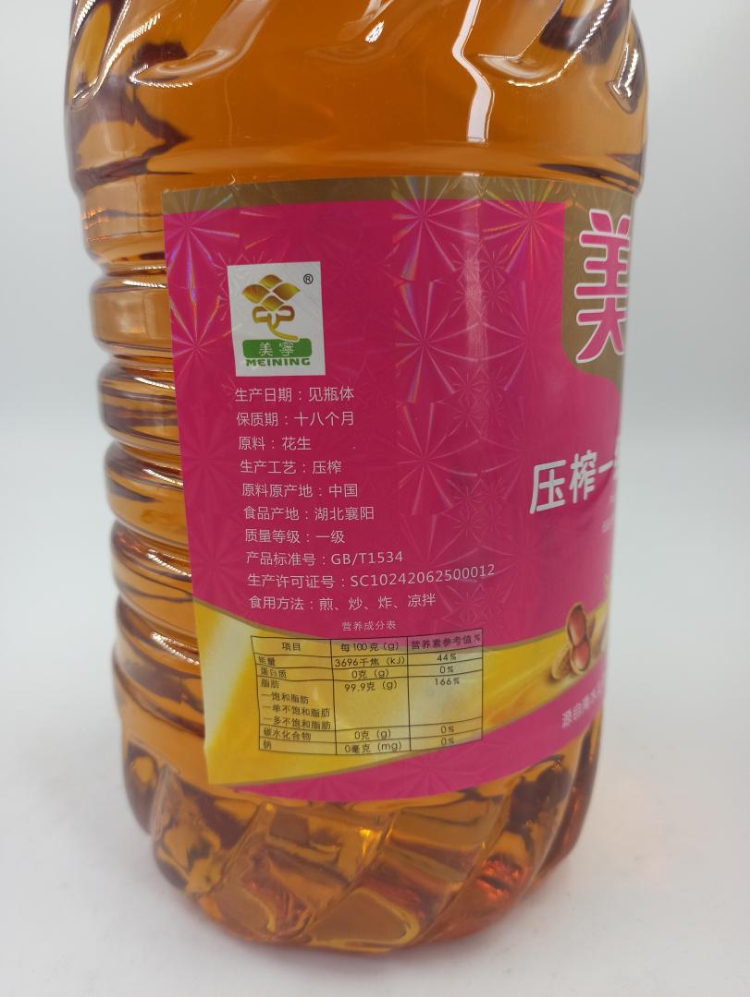 美
美寧®
MEINING
生产日期：见瓶体
保质期：十八个月
原料：花生
生产工艺：压榨
原料原产地：中国
食品产地：湖北襄阳
质量等级：一级
产品标准号：GB/T1534
生产许可证号：SC10242062500012
食用方法：煎、炒、炸、凉拌
压榨一
营养成分表
项目 每100克（g） 营养素参考值%
能量 3696千焦（kJ） 44%
蛋白质 0克（g） 0%
脂肪 99.9克（g） 166%
—饱和脂肪
—单不饱和脂肪
—多不饱和脂肪
碳水化合物 0克（g） 0%
钠 0毫克（mg） 0%
源自